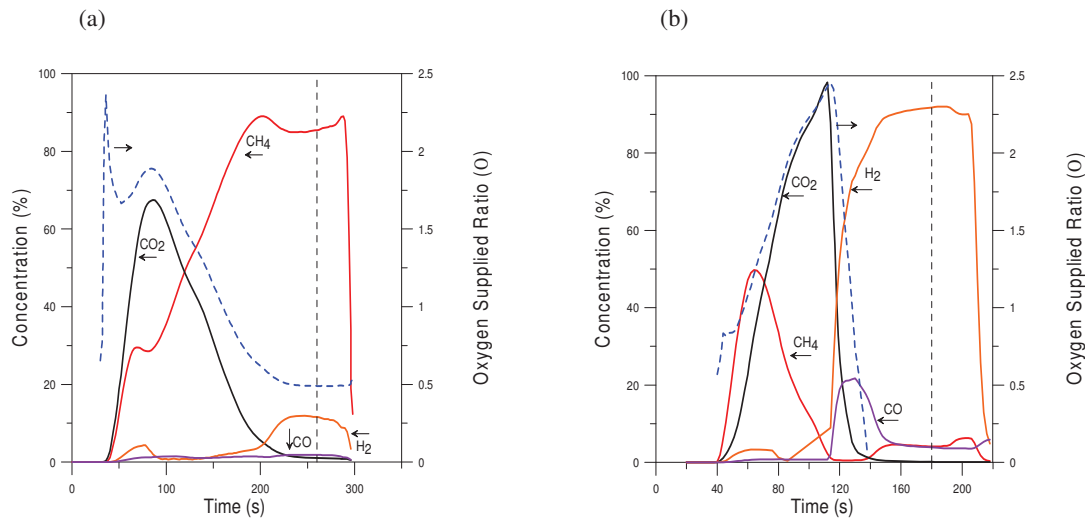 (a)
(b)
100
80
60
40
20
0
Concentration (%)
2.5
2
1.5
1
0.5
0
Oxygen Supplied Ratio (O)
CH4
CO2
CO
H2
0
100
200
300
Time (s)
100
80
60
40
20
0
Concentration (%)
2.5
2
1.5
1
0.5
0
Oxygen Supplied Ratio (O)
CO2
H2
CH4
CO
0
40
80
120
160
200
Time (s)